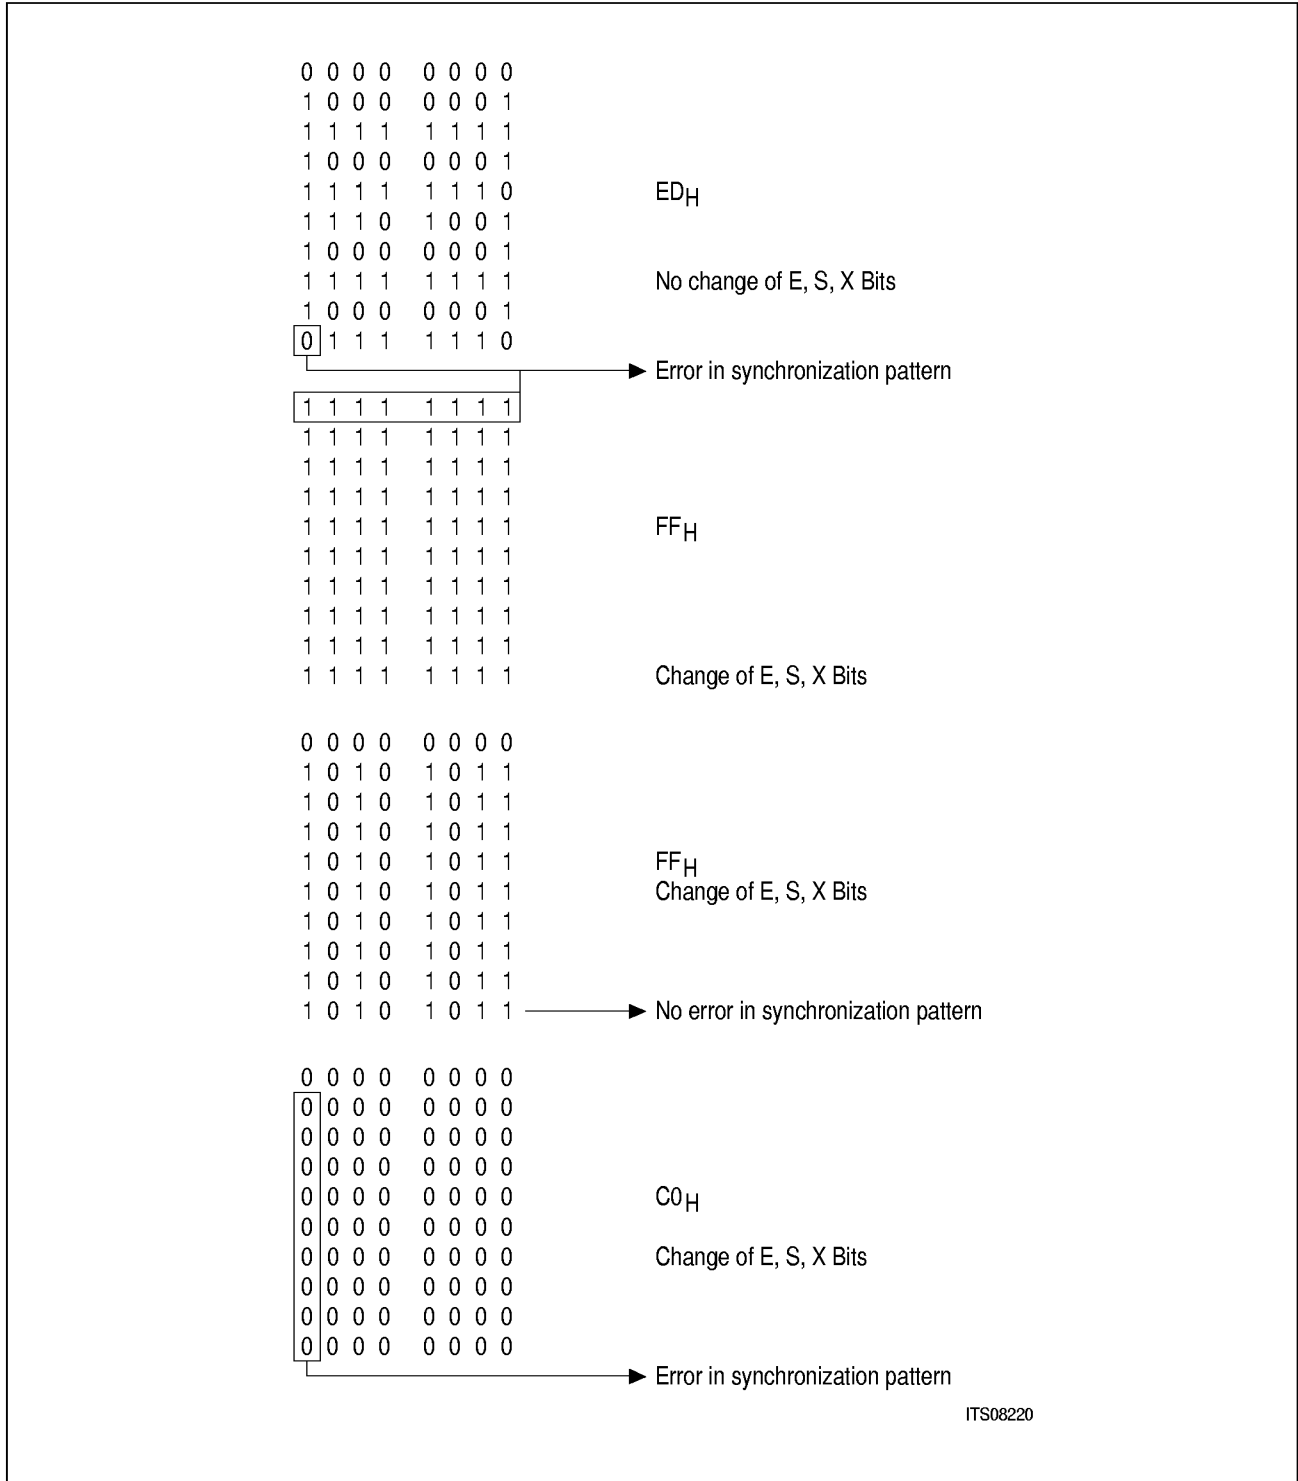 0 0 0 0 0 0 0 0
1 0 0 0 0 0 0 1
1 1 1 1 1 1 1 1
1 0 0 0 0 0 0 1
1 1 1 1 1 1 1 0 EDH
1 1 1 0 1 0 0 1
1 0 0 0 0 0 0 1
1 1 1 1 1 1 1 1 No change of E, S, X Bits
1 0 0 0 0 0 0 1
0 1 1 1 1 1 1 0
Error in synchronization pattern
1 1 1 1 1 1 1 1
1 1 1 1 1 1 1 1
1 1 1 1 1 1 1 1
1 1 1 1 1 1 1 1
1 1 1 1 1 1 1 1 FFH
1 1 1 1 1 1 1 1
1 1 1 1 1 1 1 1
1 1 1 1 1 1 1 1
1 1 1 1 1 1 1 1
1 1 1 1 1 1 1 1 Change of E, S, X Bits
0 0 0 0 0 0 0 0
1 0 1 0 1 0 1 1
1 0 1 0 1 0 1 1
1 0 1 0 1 0 1 1
1 0 1 0 1 0 1 1 FFH
1 0 1 0 1 0 1 1 Change of E, S, X Bits
1 0 1 0 1 0 1 1
1 0 1 0 1 0 1 1
1 0 1 0 1 0 1 1
1 0 1 0 1 0 1 1 No error in synchronization pattern
0 0 0 0 0 0 0 0
0 0 0 0 0 0 0 0
0 0 0 0 0 0 0 0
0 0 0 0 0 0 0 0
0 0 0 0 0 0 0 0 C0H
0 0 0 0 0 0 0 0
0 0 0 0 0 0 0 0 Change of E, S, X Bits
0 0 0 0 0 0 0 0
0 0 0 0 0 0 0 0
0 0 0 0 0 0 0 0
Error in synchronization pattern
ITS08220